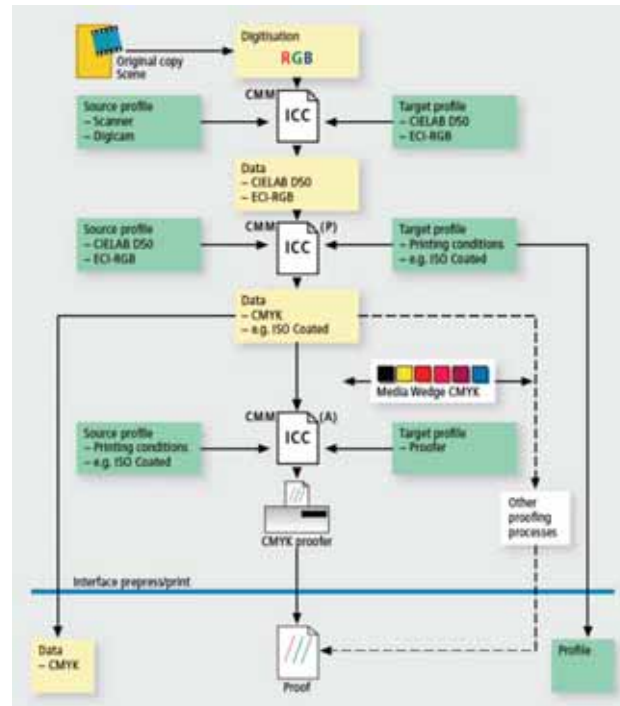 Digitisation
RGB
Original copy
Scene
CMM
ICC
Source profile
– Scanner
– Digicam
Target profile
– CIELAB D50
– ECI-RGB
Data
– CIELAB D50
– ECI-RGB
CMM
(P)
ICC
Source profile
– CIELAB D50
– ECI-RGB
Target profile
– Printing conditions
– e.g. ISO Coated
Data
– CMYK
– e.g. ISO Coated
Media Wedge CMYK
CMM
(A)
ICC
Source profile
– Printing conditions
– e.g. ISO Coated
Target profile
– Proofer
Other
proofing
processes
CMYK proofer
Interface prepress/print
Data
– CMYK
Proof
Profile